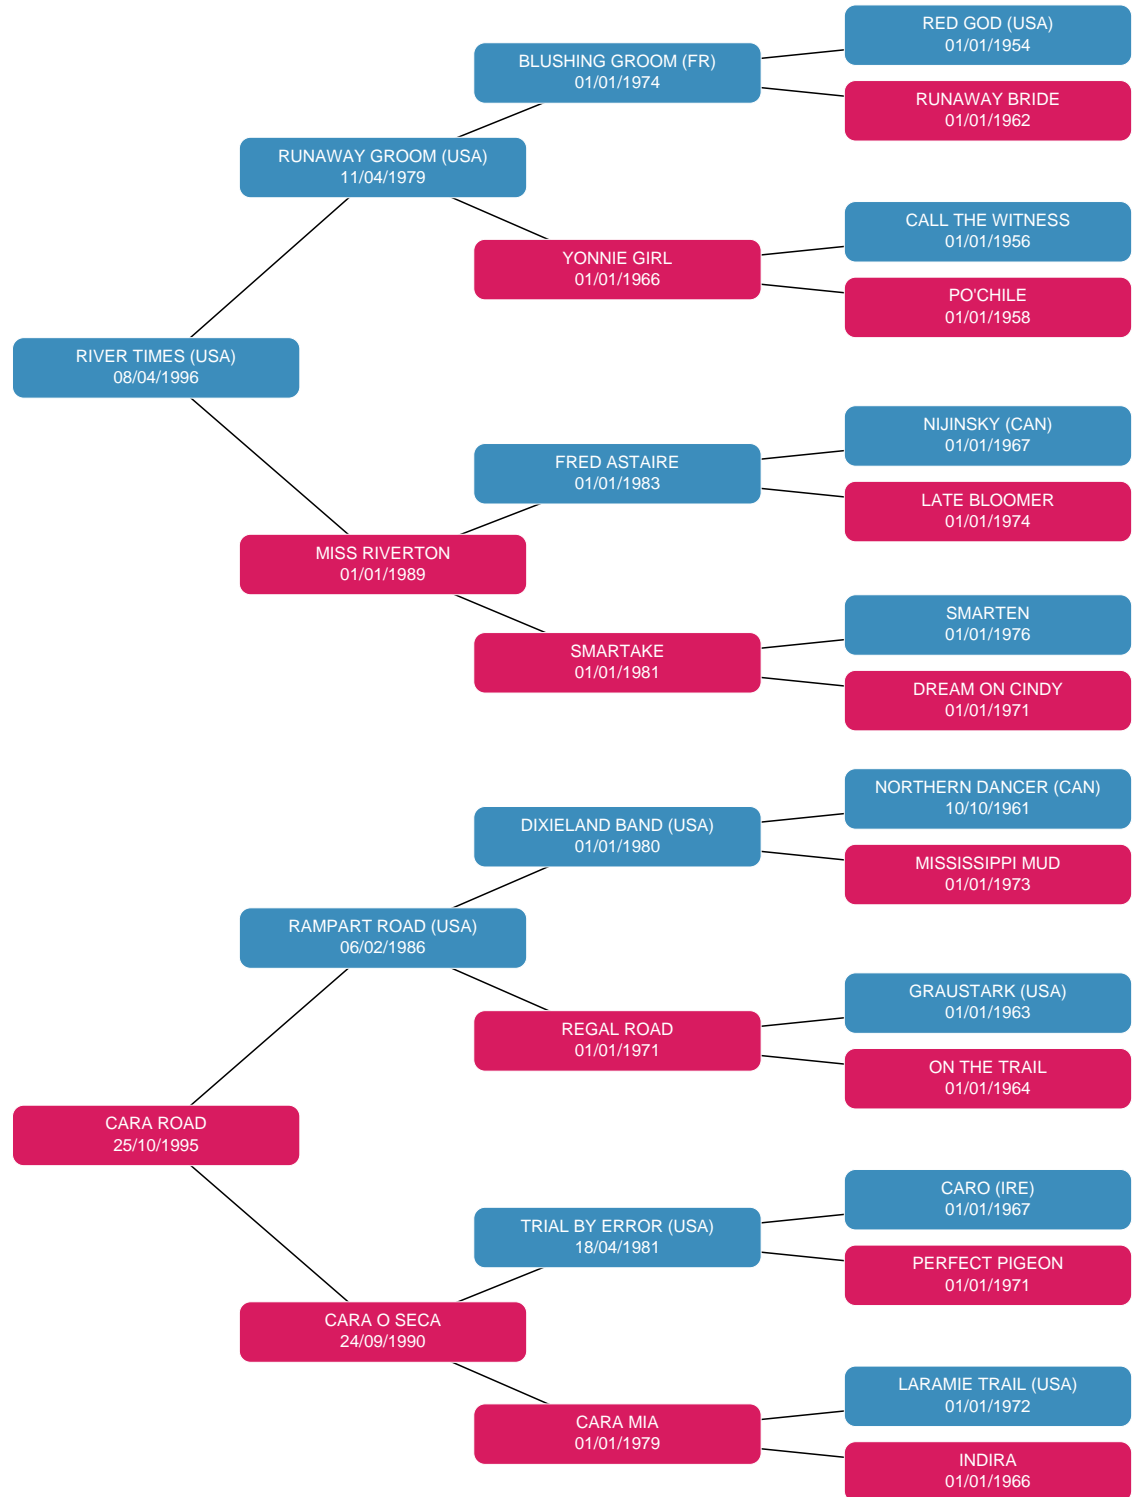 RED GOD (USA)
01/01/1954
BLUSHING GROOM (FR)
01/01/1974
RUNAWAY BRIDE
01/01/1962
RUNAWAY GROOM (USA)
11/04/1979
CALL THE WITNESS
01/01/1956
YONNIE GIRL
01/01/1966
PO'CHILE
01/01/1958
RIVER TIMES (USA)
08/04/1996
NIJINSKY (CAN)
01/01/1967
FRED ASTAIRE
01/01/1983
LATE BLOOMER
01/01/1974
MISS RIVERTON
01/01/1989
SMARTEN
01/01/1976
SMARTAKE
01/01/1981
DREAM ON CINDY
01/01/1971
NORTHERN DANCER (CAN)
10/10/1961
DIXIELAND BAND (USA)
01/01/1980
MISSISSIPPI MUD
01/01/1973
RAMPART ROAD (USA)
06/02/1986
GRAUSTARK (USA)
01/01/1963
REGAL ROAD
01/01/1971
ON THE TRAIL
01/01/1964
CARA ROAD
25/10/1995
CARO (IRE)
01/01/1967
TRIAL BY ERROR (USA)
18/04/1981
PERFECT PIGEON
01/01/1971
CARA O SECA
24/09/1990
LARAMIE TRAIL (USA)
01/01/1972
CARA MIA
01/01/1979
INDIRA
01/01/1966